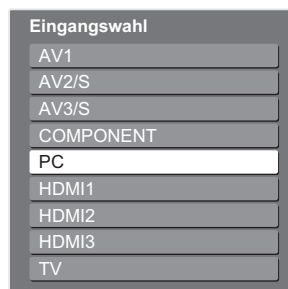 Eingangswahl
AV1
AV2/S
AV3/S
COMPONENT
PC
HDMI1
HDMI2
HDMI3
TV